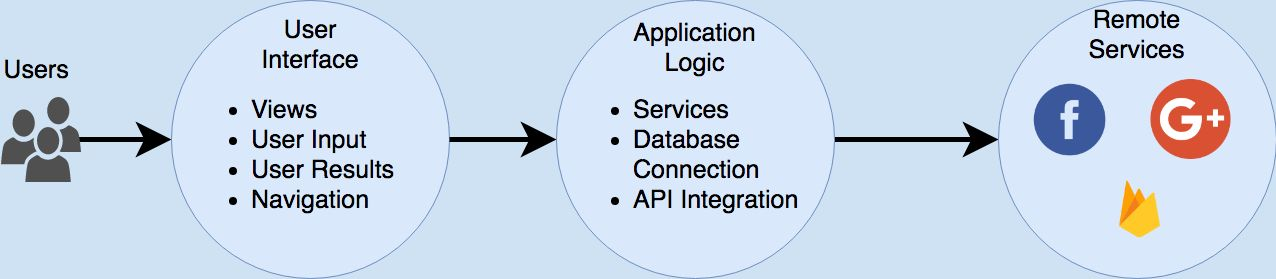 Users
User
Interface
• Views
• User Input
• User Results
• Navigation
Application
Logic
• Services
• Database
Connection
• API Integration
Remote
Services
f
G+